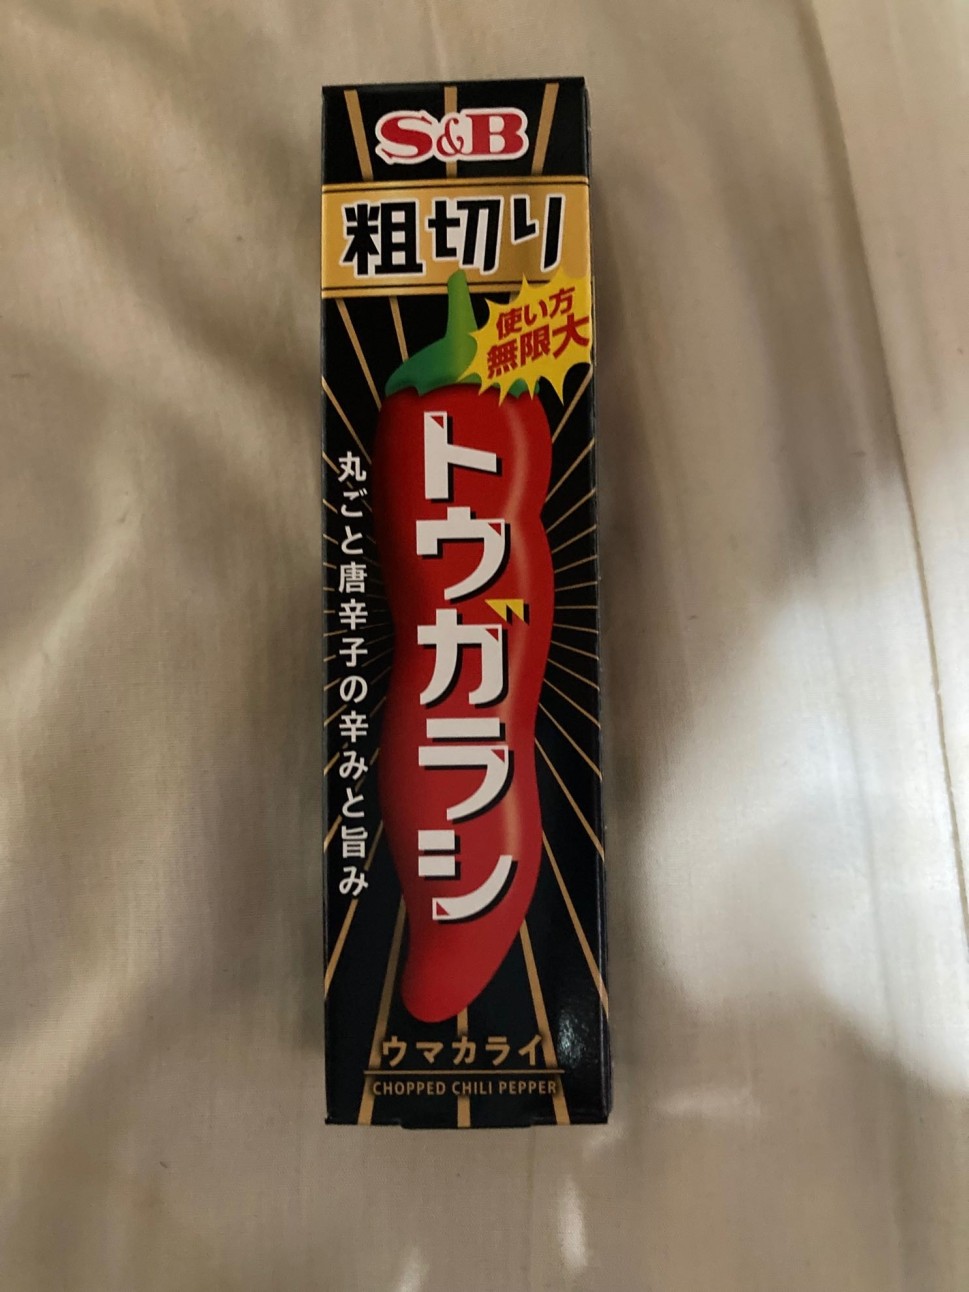 S&B
粗切り
使い方
無限大
トウガラシ
丸ごと唐辛子の辛みと旨み
ウマカライ
CHOPPED CHILI PEPPER